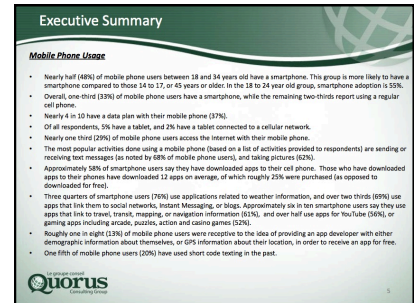 Executive Summary
Mobile Phone Usage
• Nearly half (48%) of mobile phone users between 18 and 34 years old have a smartphone. This group is more likely to have a
smartphone compared to those 14 to 17, or 45 years or older. In the 18 to 24 year old group, smartphone adoption is 55%.
• Overall, one-third (33%) of mobile phone users have a smartphone, while the remaining two-thirds report using a regular
cell phone.
• Nearly 4 in 10 have a data plan with their mobile phone (37%).
• Of all respondents, 5% have a tablet, and 2% have a tablet connected to a cellular network.
• Nearly one third (29%) of mobile phone users access the Internet with their mobile phone.
• The most popular activities done using a mobile phone (based on a list of activities provided to respondents) are sending or
receiving text messages (as noted by 68% of mobile phone users), and taking pictures (62%).
• Approximately 58% of smartphone users say they have downloaded apps to their cell phone. Those who have downloaded
apps to their phones have downloaded 12 apps on average, of which roughly 25% were purchased (as opposed to
downloaded for free).
• Three quarters of smartphone users (76%) use applications related to weather information, and over two thirds (69%) use
apps that link them to social networks, Instant Messaging, or blogs. Approximately six in ten smartphone users say they use
apps that link to travel, transit, mapping, or navigation information (61%), and over half use apps for YouTube (56%), or
gaming apps including arcade, puzzles, action and casino games (52%).
• Roughly one in eight (13%) of mobile phone users were receptive to the idea of providing an app developer with either
demographic information about themselves, or GPS information about their location, in order to receive an app for free.
• One fifth of mobile phone users (20%) have used short code texting in the past.
Le groupe conseil
Quorus
Consulting Group
5